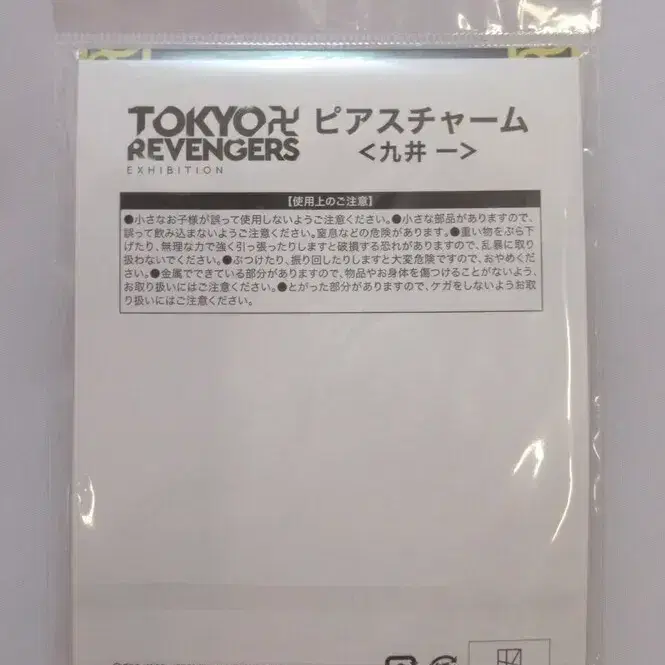 TOKYO卍 ピアスチャーム
REVENGERS <九井 一>
EXHIBITION
【使用上のご注意】
●小さなお子様が誤って使用しないようご注意ください。●小さな部品がありますので、
誤って飲み込まないようご注意ください。窒息などの危険があります。●重い物をぶら下
げたり、無理な力で強く引っ張ったりしますと破損する恐れがありますので、乱暴に取り
扱わないでください。●ぶつけたり、振り回したりしますと大変危険ですので、おやめくだ
さい。●金属でできている部分がありますので、物品やお身体を傷つけることがないよう、
お取り扱いにはご注意ください。●とがった部分がありますので、ケガをしないようお取
り扱いにはご注意ください。